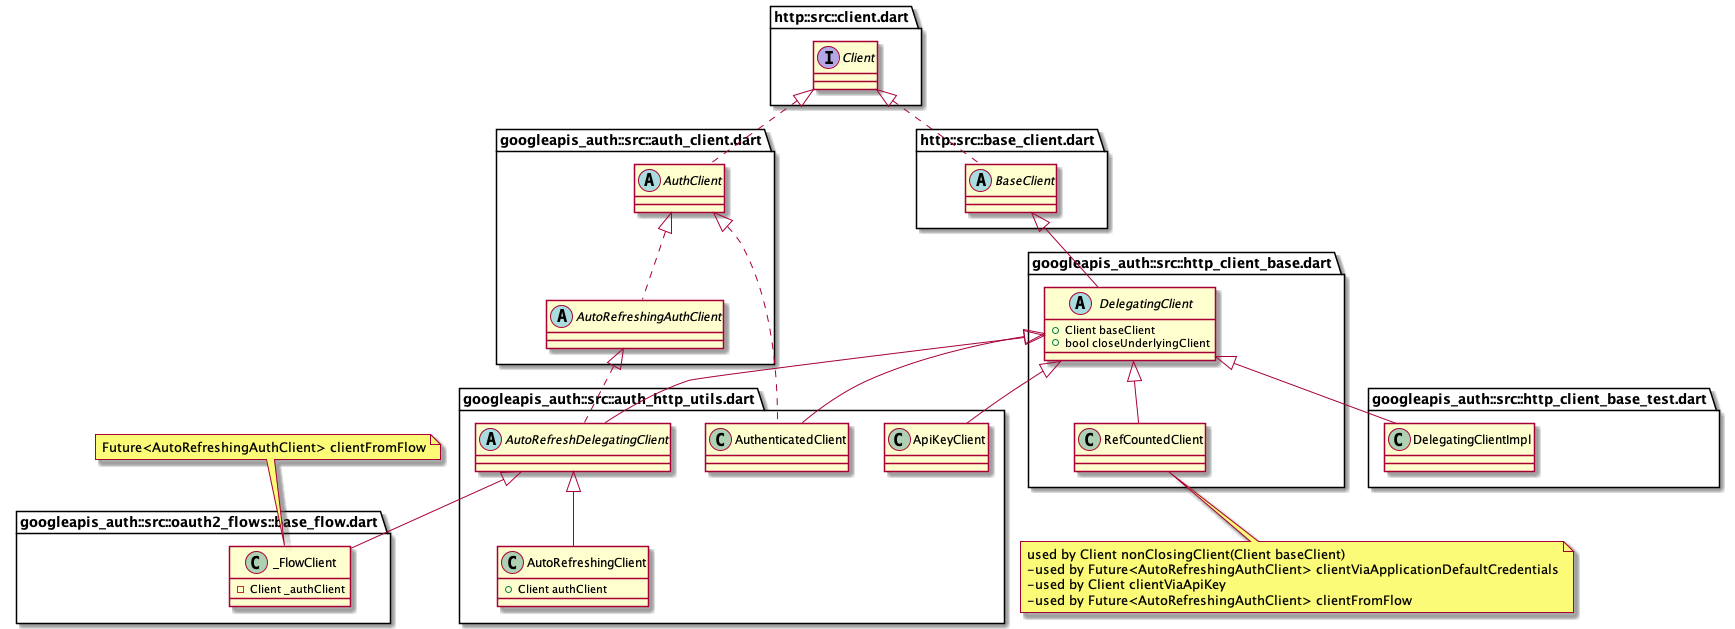 http::src::client.dart
I Client
googleapis_auth::src::auth_client.dart
A AuthClient
http::src::base_client.dart
A BaseClient
googleapis_auth::src::http_client_base.dart
A DelegatingClient
Client baseClient
bool closeUnderlyingClient
A AutoRefreshingAuthClient
googleapis_auth::src::auth_http_utils.dart
A AutoRefreshDelegatingClient
C AuthenticatedClient
C ApiKeyClient
C RefCountedClient
googleapis_auth::src::http_client_base_test.dart
C DelegatingClientImpl
Future<AutoRefreshingAuthClient> clientFromFlow
googleapis_auth::src::oauth2_flows::base_flow.dart
C _FlowClient
Client _authClient
C AutoRefreshingClient
Client authClient
used by Client nonClosingClient(Client baseClient)
-used by Future<AutoRefreshingAuthClient> clientViaApplicationDefaultCredentials
-used by Client clientViaApiKey
-used by Future<AutoRefreshingAuthClient> clientFromFlow